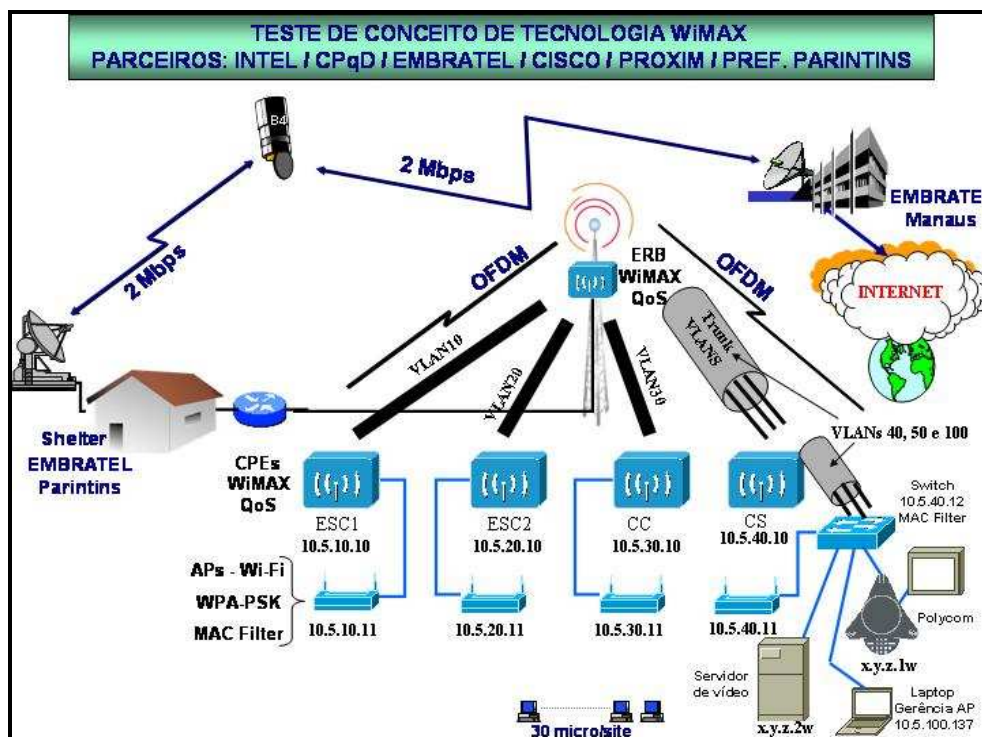 TESTE DE CONCEITO DE TECNOLOGIA WiMAX
PARCEIROS: INTEL / CPqD / EMBRATEL / CISCO / PROXIM / PREF. PARINTINS
B4
2 Mbps
2 Mbps
EMBRATEL
Manaus
INTERNET
ERB
WiMAX
QoS
OFDM
OFDM
VLAN10
VLAN20
VLAN30
Trunk
VLANS
VLANs 40, 50 e 100
Shelter
EMBRATEL
Parintins
CPEs
WiMAX
QoS
ESC1
10.5.10.10
ESC2
10.5.20.10
CC
10.5.30.10
CS
10.5.40.10
Switch
10.5.40.12
MAC Filter
APs - Wi-Fi
WPA-PSK
MAC Filter
10.5.10.11
10.5.20.11
10.5.30.11
10.5.40.11
Polycom
x.y.z.1w
Servidor
de vídeo
x.y.z.2w
Laptop
Gerência AP
10.5.100.137
30 micro/site